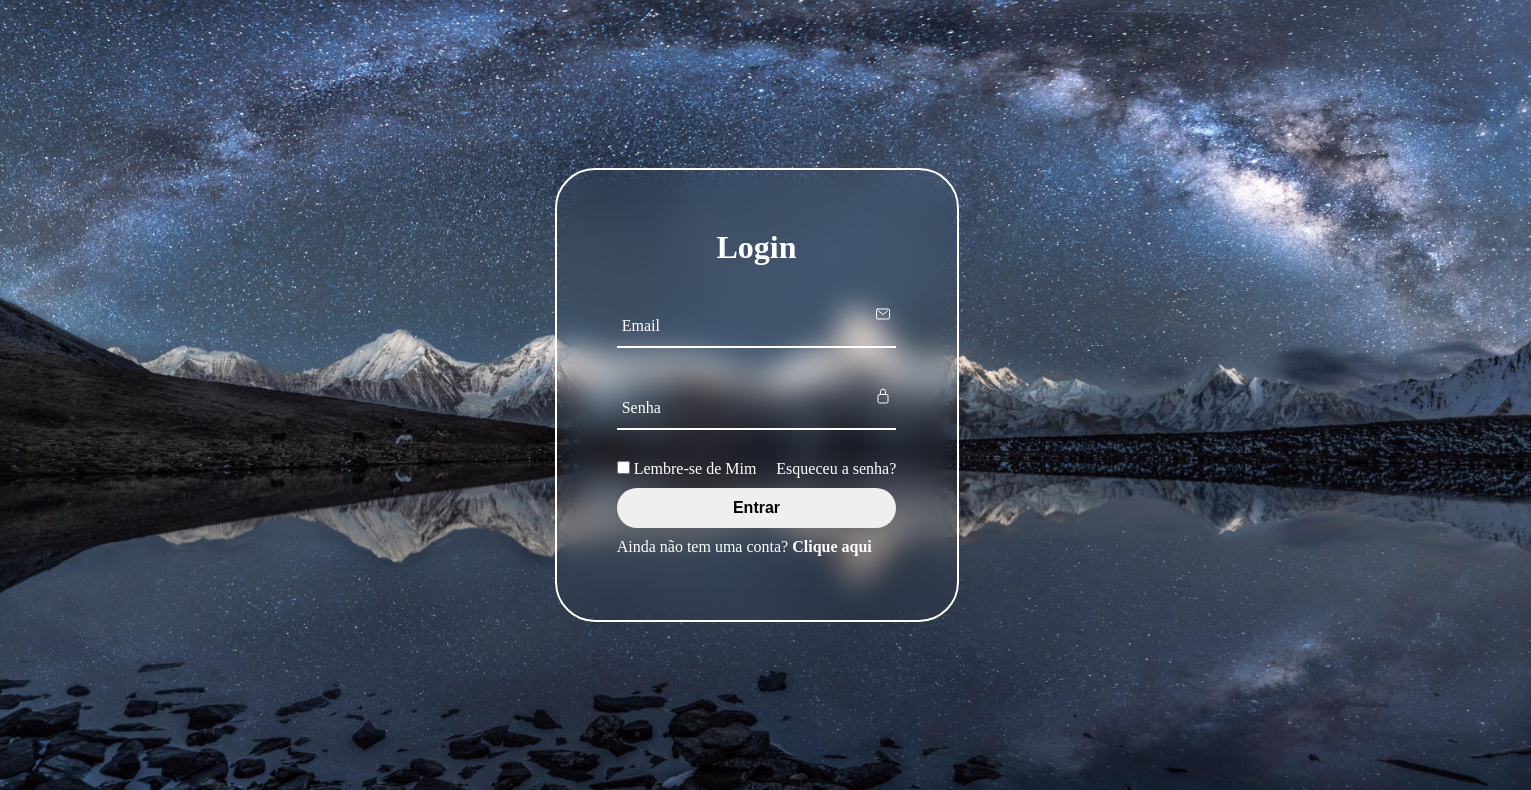 Login
Email
Senha
Lembre-se de Mim Esqueceu a senha?
Entrar
Ainda não tem uma conta? Clique aqui